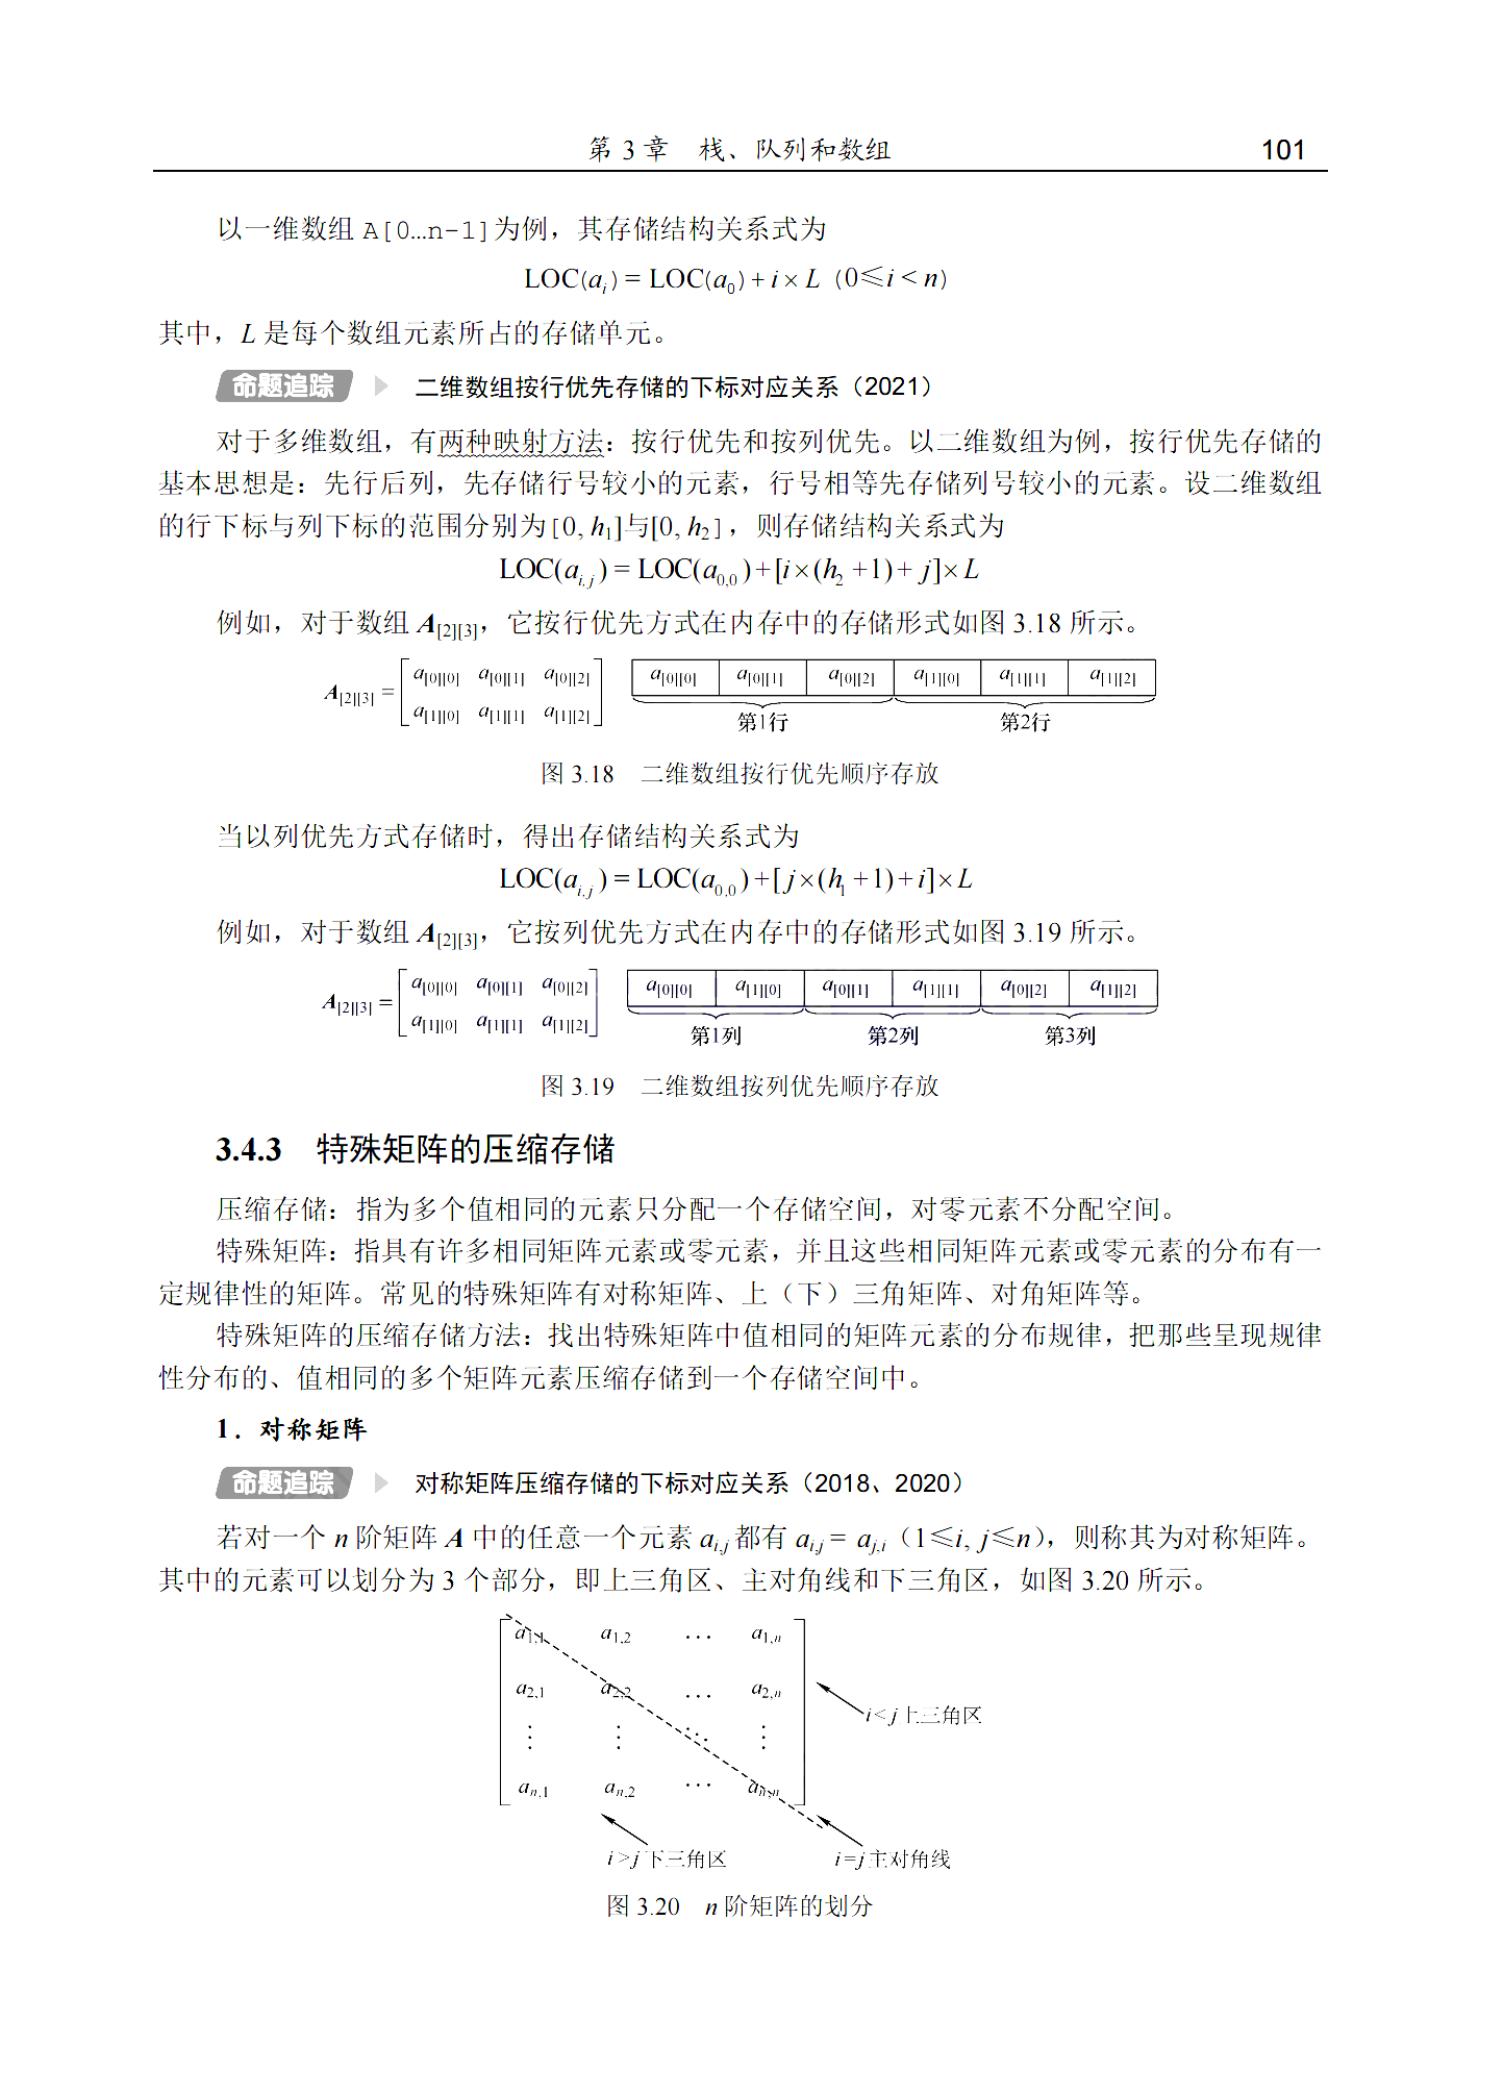 第 3 章 栈、队列和数组 101
以一维数组 A[0…n-1]为例，其存储结构关系式为
LOC(aᵢ) = LOC(a₀) + i × L (0≤i < n)
其中，L 是每个数组元素所占的存储单元。
命题追踪 二维数组按行优先存储的下标对应关系（2021）
对于多维数组，有两种映射方法：按行优先和按列优先。以二维数组为例，按行优先存储的
基本思想是：先行后列，先存储行号较小的元素，行号相等先存储列号较小的元素。设二维数组
的行下标与列下标的范围分别为[0, h₁]与[0, h₂]，则存储结构关系式为
LOC(a_{i,j}) = LOC(a_{0,0}) + [i × (h₂ + 1) + j] × L
例如，对于数组 A_{[2][3]}，它按行优先方式在内存中的存储形式如图 3.18 所示。
A_{[2][3]} = [ a_{[0][0]} a_{[0][1]} a_{[0][2]} a_{[0][0]} a_{[0][1]} a_{[0][2]} a_{[1][0]} a_{[1][1]} a_{[1][2]}
a_{[1][0]} a_{[1][1]} a_{[1][2]} ] 第1行 第2行
图 3.18 二维数组按行优先顺序存放
当以列优先方式存储时，得出存储结构关系式为
LOC(a_{i,j}) = LOC(a_{0,0}) + [j × (h₁ + 1) + i] × L
例如，对于数组 A_{[2][3]}，它按列优先方式在内存中的存储形式如图 3.19 所示。
A_{[2][3]} = [ a_{[0][0]} a_{[0][1]} a_{[0][2]} a_{[0][0]} a_{[1][0]} a_{[0][1]} a_{[1][1]} a_{[0][2]} a_{[1][2]}
a_{[1][0]} a_{[1][1]} a_{[1][2]} ] 第1列 第2列 第3列
图 3.19 二维数组按列优先顺序存放
3.4.3 特殊矩阵的压缩存储
压缩存储：指为多个值相同的元素只分配一个存储空间，对零元素不分配空间。
特殊矩阵：指具有许多相同矩阵元素或零元素，并且这些相同矩阵元素或零元素的分布有一
定规律性的矩阵。常见的特殊矩阵有对称矩阵、上（下）三角矩阵、对角矩阵等。
特殊矩阵的压缩存储方法：找出特殊矩阵中值相同的矩阵元素的分布规律，把那些呈现规律
性分布的、值相同的多个矩阵元素压缩存储到一个存储空间中。
1．对称矩阵
命题追踪 对称矩阵压缩存储的下标对应关系（2018、2020）
若对一个 n 阶矩阵 A 中的任意一个元素 a_{i,j} 都有 a_{i,j} = a_{j,i}（1≤i, j≤n），则称其为对称矩阵。
其中的元素可以划分为 3 个部分，即上三角区、主对角线和下三角区，如图 3.20 所示。
a_{1,1} a_{1,2} … a_{1,n}
a_{2,1} a_{2,2} … a_{2,n}
i<j上三角区
⋮ ⋮ ⋱ ⋮
a_{n,1} a_{n,2} … a_{n,n}
i>j下三角区 i=j主对角线
图 3.20 n 阶矩阵的划分